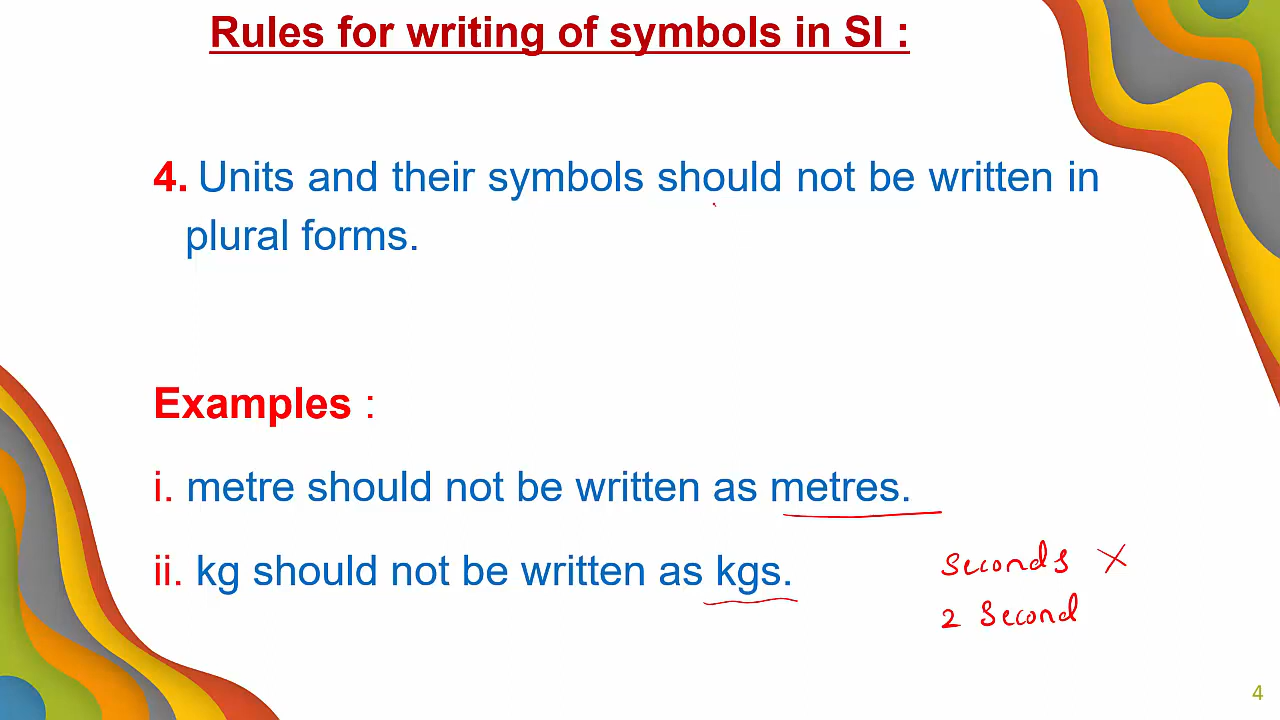 Rules for writing of symbols in SI :
4. Units and their symbols should not be written in
plural forms.
Examples :
i. metre should not be written as metres.
ii. kg should not be written as kgs.
seconds X
2 Second
4